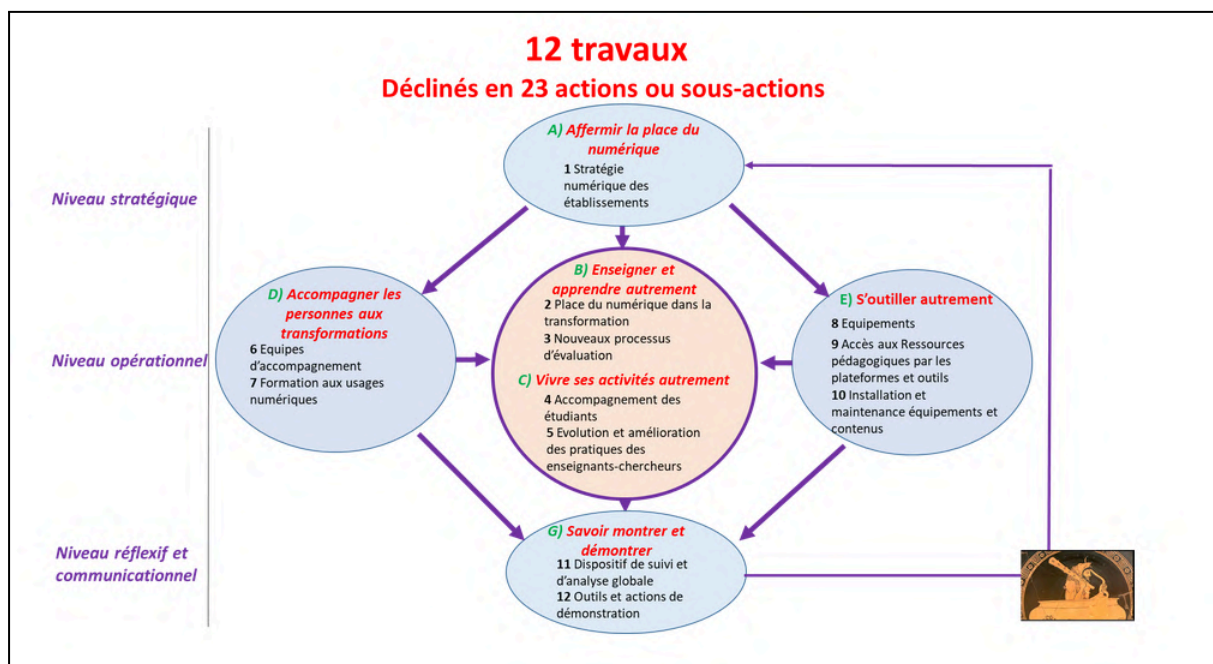 12 travaux
Déclinés en 23 actions ou sous-actions
A) Affermir la place du
numérique
1 Stratégie
numérique des
établissements
Niveau stratégique
B) Enseigner et
apprendre autrement
2 Place du numérique dans la
transformation
3 Nouveaux processus
d'évaluation
C) Vivre ses activités autrement
4 Accompagnement des
étudiants
5 Evolution et amélioration
des pratiques des
enseignants-chercheurs
D) Accompagner les
personnes aux
transformations
6 Equipes
d'accompagnement
7 Formation aux usages
numériques
E) S'outiller autrement
8 Equipements
9 Accès aux Ressources
pédagogiques par les
plateformes et outils
10 Installation et
maintenance équipements et
contenus
Niveau opérationnel
G) Savoir montrer et
démontrer
11 Dispositif de suivi et
d'analyse globale
12 Outils et actions de
démonstration
Niveau réflexif et
communicationnel